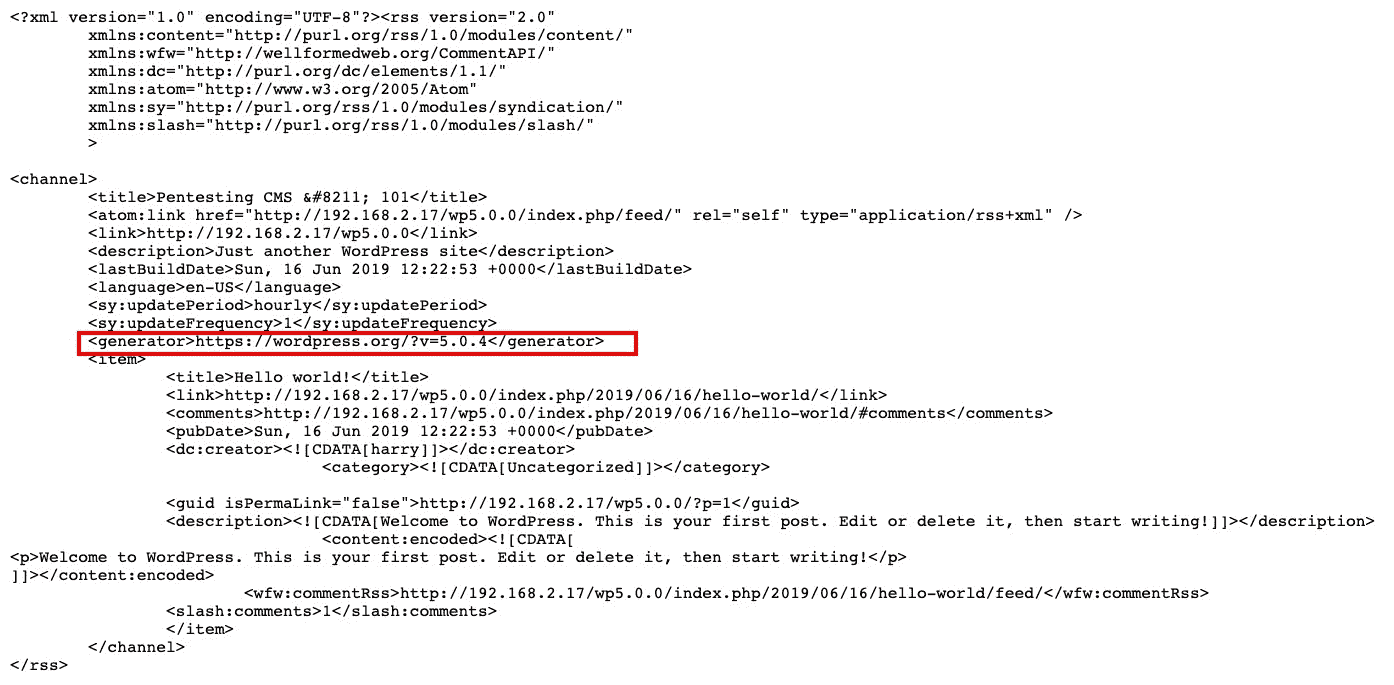 <?xml version="1.0" encoding="UTF-8"?><rss version="2.0"
xmlns:content="http://purl.org/rss/1.0/modules/content/"
xmlns:wfw="http://wellformedweb.org/CommentAPI/"
xmlns:dc="http://purl.org/dc/elements/1.1/"
xmlns:atom="http://www.w3.org/2005/Atom"
xmlns:sy="http://purl.org/rss/1.0/modules/syndication/"
xmlns:slash="http://purl.org/rss/1.0/modules/slash/"
>
<channel>
<title>Pentesting CMS &#8211; 101</title>
<atom:link href="http://192.168.2.17/wp5.0.0/index.php/feed/" rel="self" type="application/rss+xml" />
<link>http://192.168.2.17/wp5.0.0</link>
<description>Just another WordPress site</description>
<lastBuildDate>Sun, 16 Jun 2019 12:22:53 +0000</lastBuildDate>
<language>en-US</language>
<sy:updatePeriod>hourly</sy:updatePeriod>
<sy:updateFrequency>1</sy:updateFrequency>
<generator>https://wordpress.org/?v=5.0.4</generator>
<item>
<title>Hello world!</title>
<link>http://192.168.2.17/wp5.0.0/index.php/2019/06/16/hello-world/</link>
<comments>http://192.168.2.17/wp5.0.0/index.php/2019/06/16/hello-world/#comments</comments>
<pubDate>Sun, 16 Jun 2019 12:22:53 +0000</pubDate>
<dc:creator><![CDATA[harry]]></dc:creator>
<category><![CDATA[Uncategorized]]></category>
<guid isPermaLink="false">http://192.168.2.17/wp5.0.0/?p=1</guid>
<description><![CDATA[Welcome to WordPress. This is your first post. Edit or delete it, then start writing!]]></description>
<content:encoded><![CDATA[
<p>Welcome to WordPress. This is your first post. Edit or delete it, then start writing!</p>
]]></content:encoded>
<wfw:commentRss>http://192.168.2.17/wp5.0.0/index.php/2019/06/16/hello-world/feed/</wfw:commentRss>
<slash:comments>1</slash:comments>
</item>
</channel>
</rss>